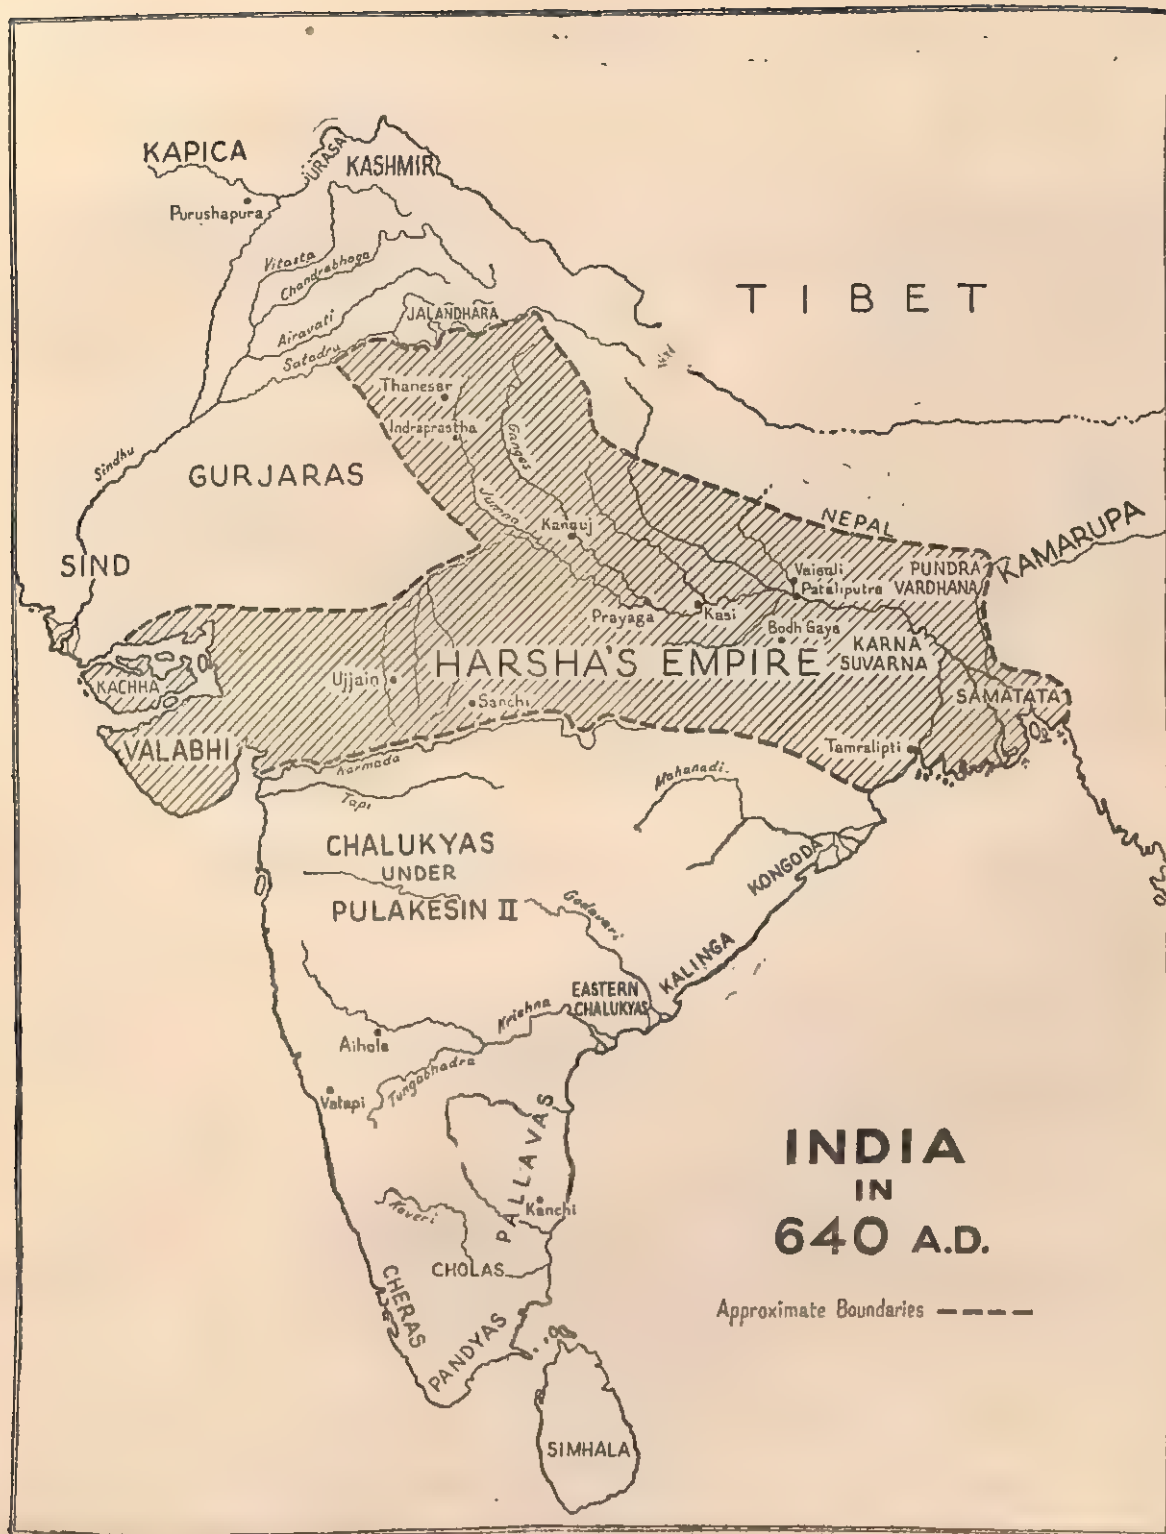 KAPICA
URASA
KASHMIR
Purushapura
Vitasta
Chandrabhaga
TIBET
Airavati
JALANDHARA
Satadru
Thanesar
Indraprastha
Ganges
Sindhu
GURJARAS
Jumna
Kanauj
NEPAL
KAMARUPA
SIND
Vaisali
PUNDRA
VARDHANA
Pataliputra
Prayaga
Kasi
Bodh Gaya
KARNA
SUVARNA
HARSHA'S EMPIRE
KACHHA
Ujjain
Sanchi
SAMATATA
VALABHI
Tamralipti
Narmada
Tapi
Mahanadi
CHALUKYAS
UNDER
PULAKESIN II
KONGODA
Godavari
KALINGA
EASTERN
CHALUKYAS
Krishna
Aihole
Tungabhadra
Vatapi
PALLAVAS
Kanchi
Kaveri
CHOLAS
CHERAS
PANDYAS
SIMHALA
INDIA
IN
640 A.D.
Approximate Boundaries